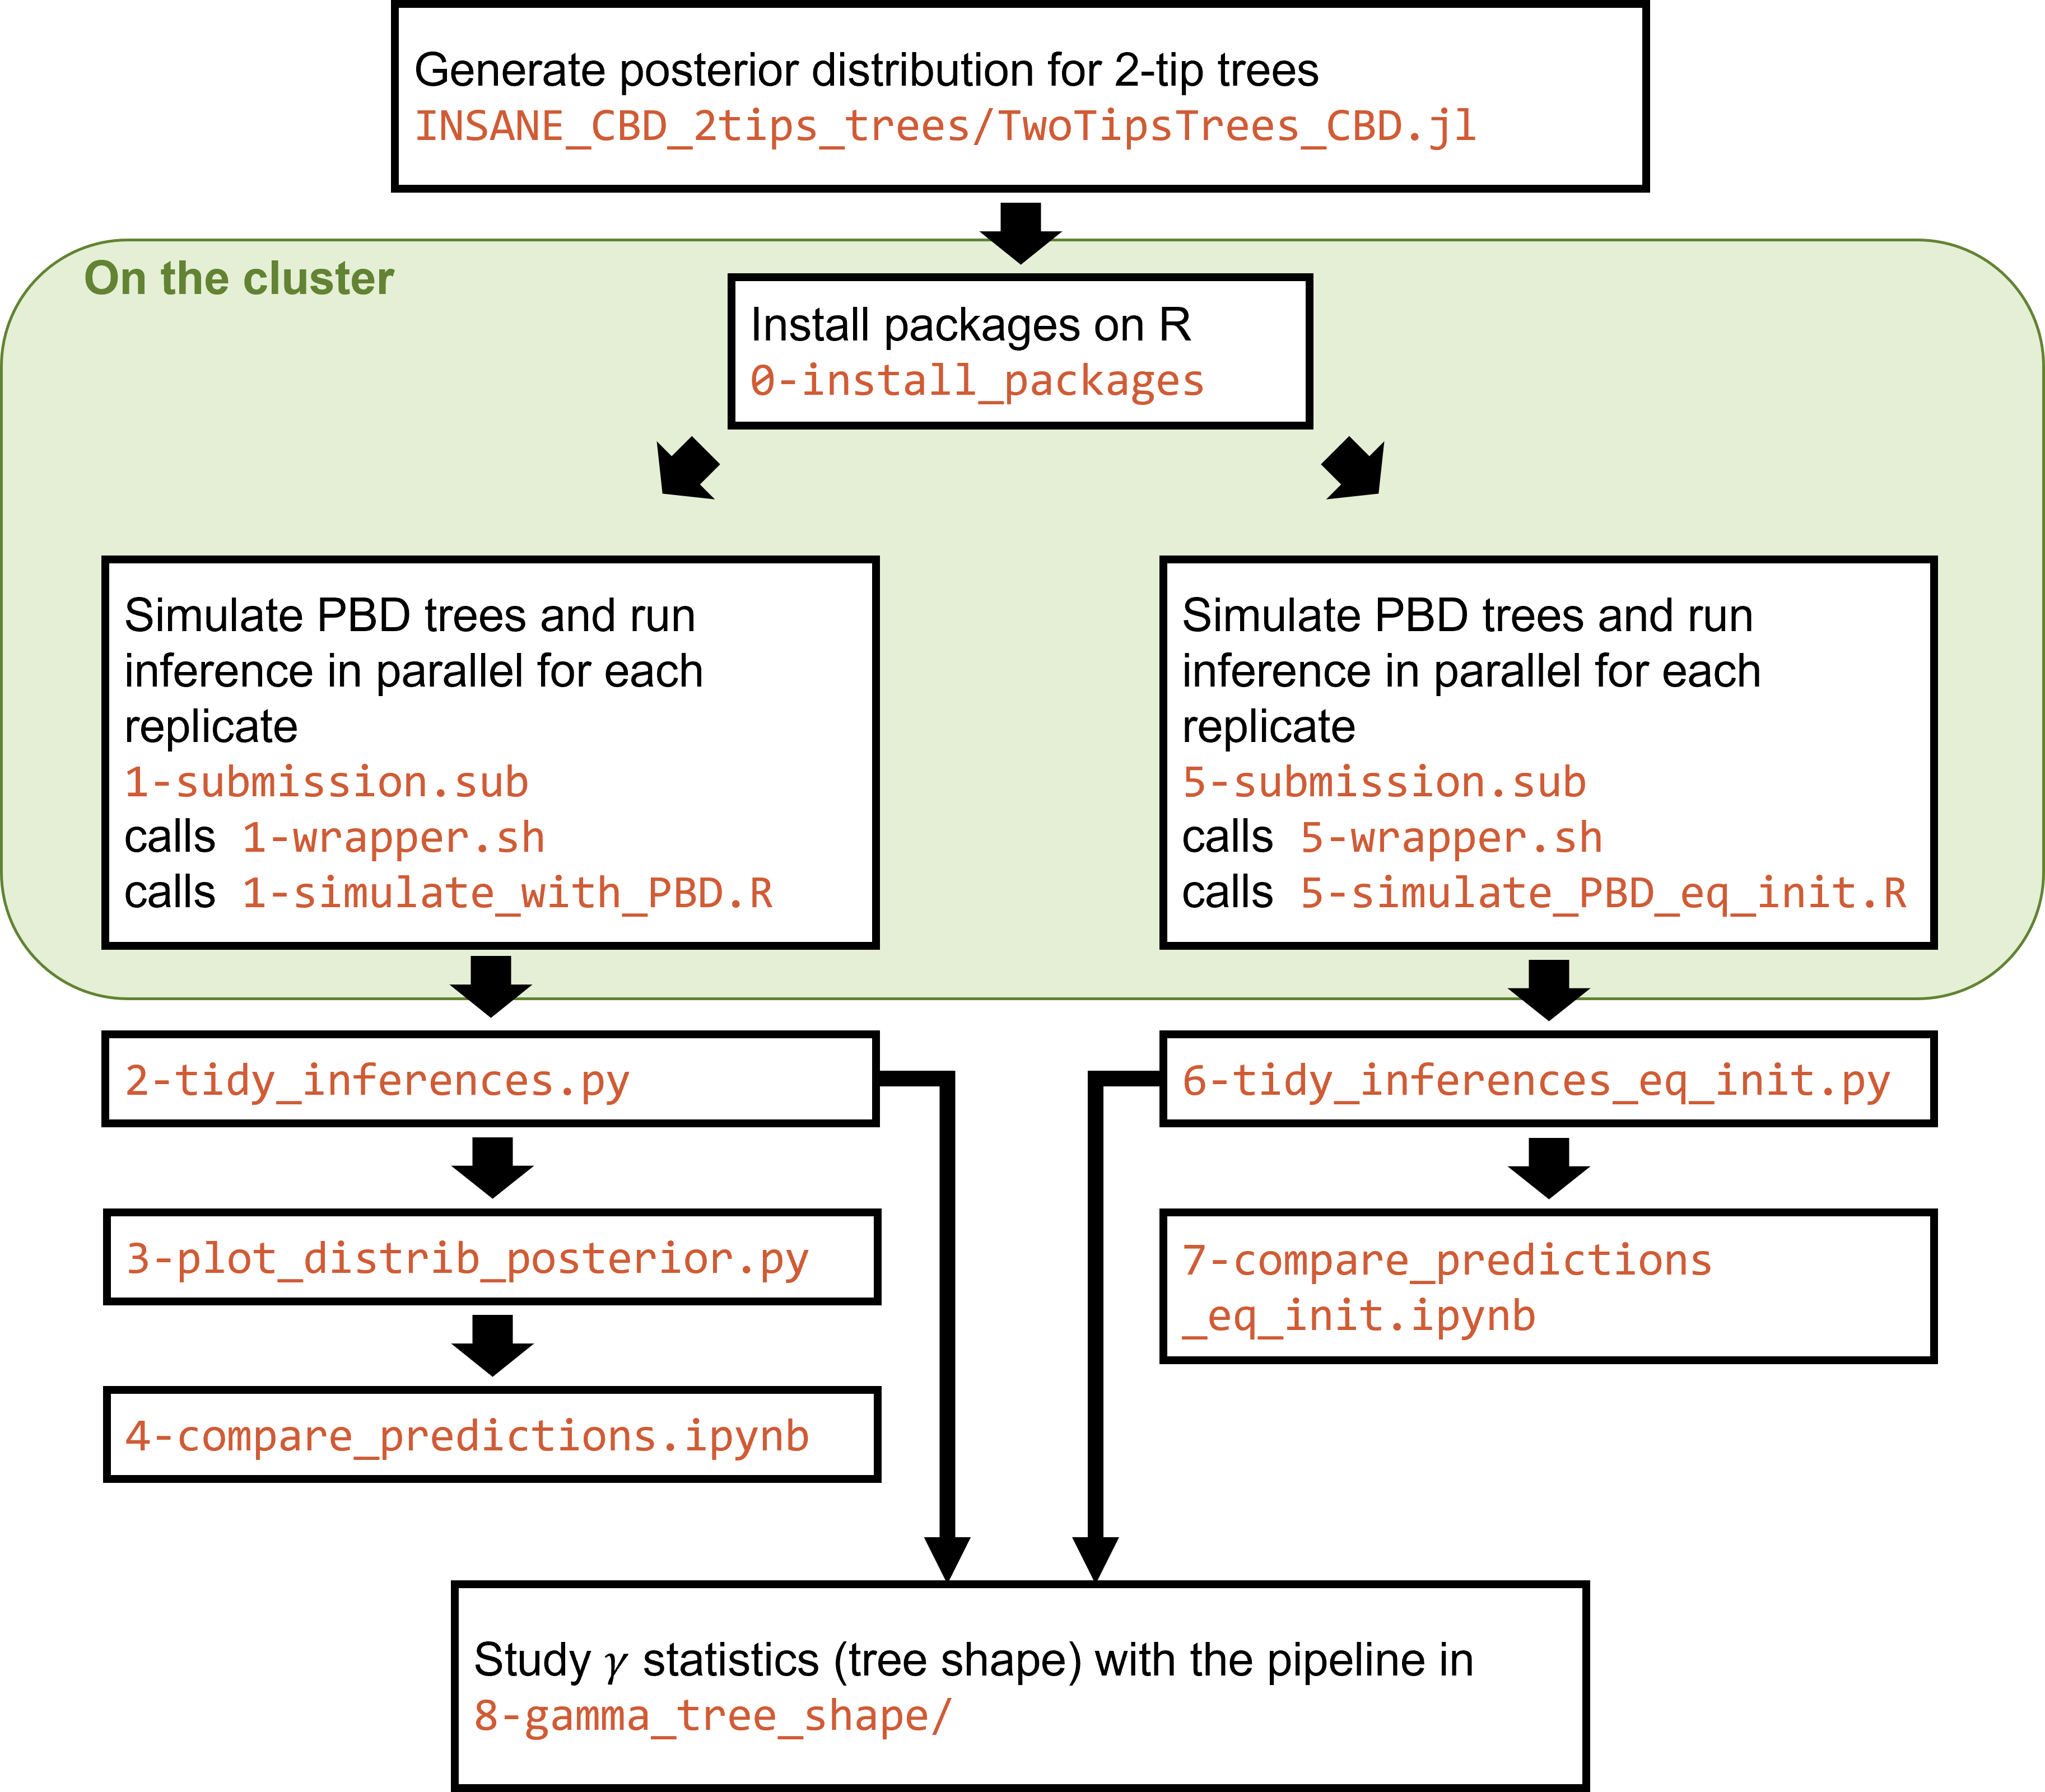 Generate posterior distribution for 2-tip trees
INSANE_CBD_2tips_trees/TwoTipsTrees_CBD.jl
On the cluster
Install packages on R
0-install_packages
Simulate PBD trees and run
inference in parallel for each
replicate
1-submission.sub
calls 1-wrapper.sh
calls 1-simulate_with_PBD.R
Simulate PBD trees and run
inference in parallel for each
replicate
5-submission.sub
calls 5-wrapper.sh
calls 5-simulate_PBD_eq_init.R
2-tidy_inferences.py
6-tidy_inferences_eq_init.py
3-plot_distrib_posterior.py
7-compare_predictions
_eq_init.ipynb
4-compare_predictions.ipynb
Study γ statistics (tree shape) with the pipeline in
8-gamma_tree_shape/